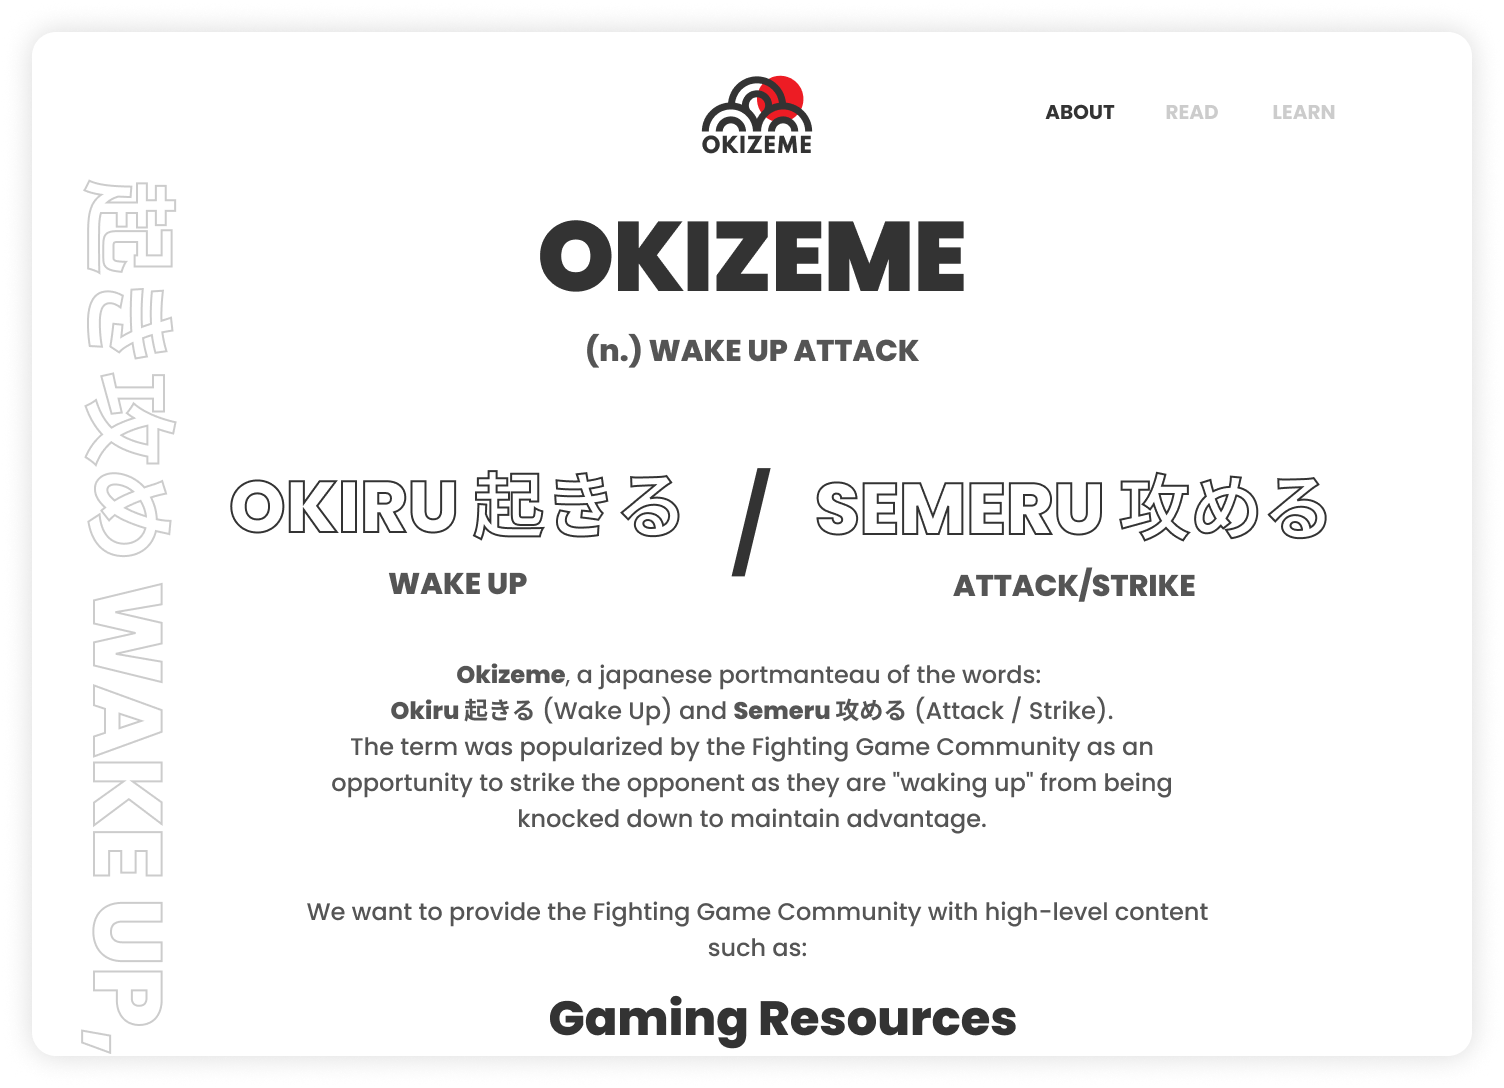 OKIZEME
ABOUT READ LEARN
起き攻め WAKE UP,
OKIZEME
(n.) WAKE UP ATTACK
OKIRU 起きる / SEMERU 攻める
WAKE UP
ATTACK/STRIKE
Okizeme, a japanese portmanteau of the words:
Okiru 起きる (Wake Up) and Semeru 攻める (Attack / Strike).
The term was popularized by the Fighting Game Community as an
opportunity to strike the opponent as they are "waking up" from being
knocked down to maintain advantage.
We want to provide the Fighting Game Community with high-level content
such as:
Gaming Resources